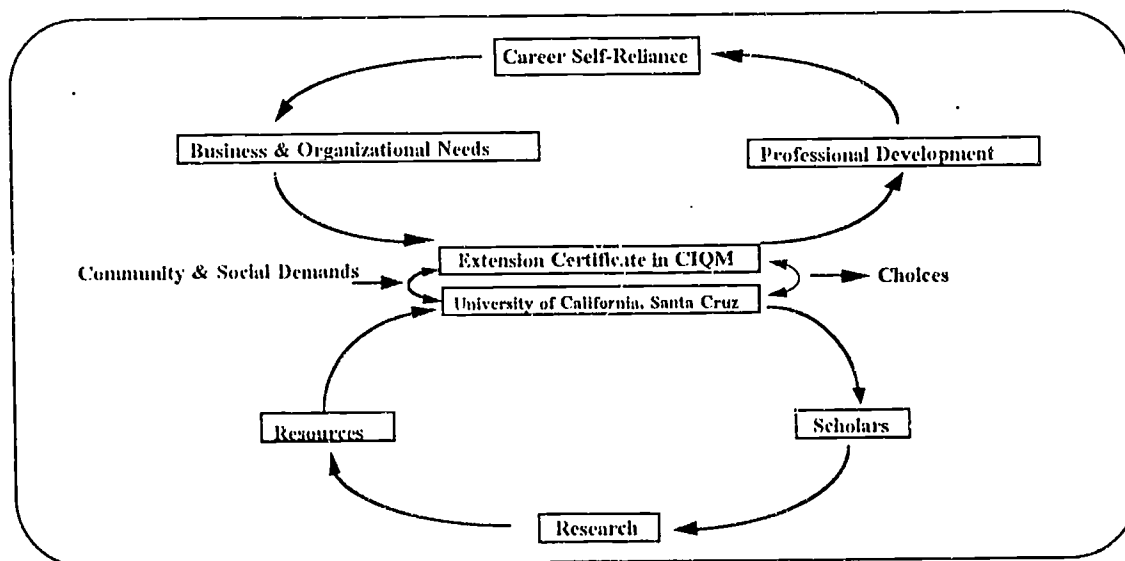 Career Self-Reliance
Business & Organizational Needs
Professional Development
Extension Certificate in CIQM
Community & Social Demands
Choices
University of California, Santa Cruz
Resources
Scholars
Research